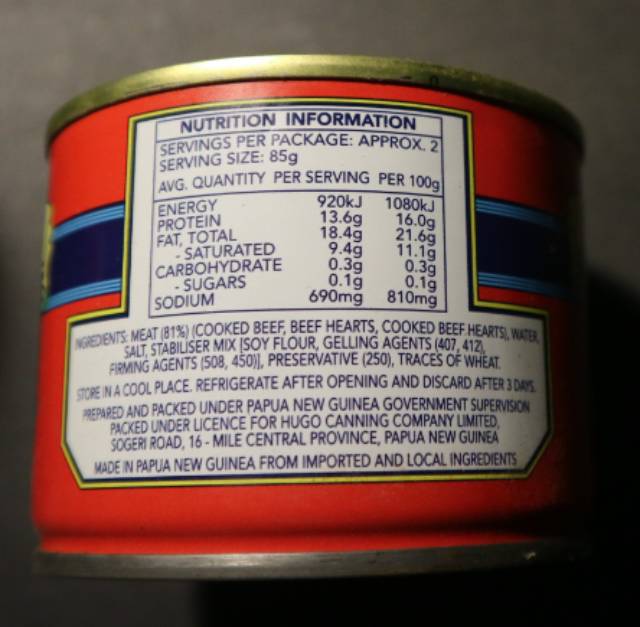 NUTRITION INFORMATION
SERVINGS PER PACKAGE: APPROX. 2
SERVING SIZE: 85g
AVG. QUANTITY PER SERVING PER 100g
ENERGY 920kJ 1080kJ
PROTEIN 13.6g 16.0g
FAT, TOTAL 18.4g 21.6g
- SATURATED 9.4g 11.1g
CARBOHYDRATE 0.3g 0.3g
- SUGARS 0.1g 0.1g
SODIUM 690mg 810mg
INGREDIENTS: MEAT (81%) (COOKED BEEF, BEEF HEARTS, COOKED BEEF HEARTS), WATER,
SALT, STABILISER MIX [SOY FLOUR, GELLING AGENTS (407, 412),
FIRMING AGENTS (508, 450)], PRESERVATIVE (250), TRACES OF WHEAT.
STORE IN A COOL PLACE. REFRIGERATE AFTER OPENING AND DISCARD AFTER 3 DAYS.
PREPARED AND PACKED UNDER PAPUA NEW GUINEA GOVERNMENT SUPERVISION
PACKED UNDER LICENCE FOR HUGO CANNING COMPANY LIMITED,
SOGERI ROAD, 16 - MILE CENTRAL PROVINCE, PAPUA NEW GUINEA
MADE IN PAPUA NEW GUINEA FROM IMPORTED AND LOCAL INGREDIENTS